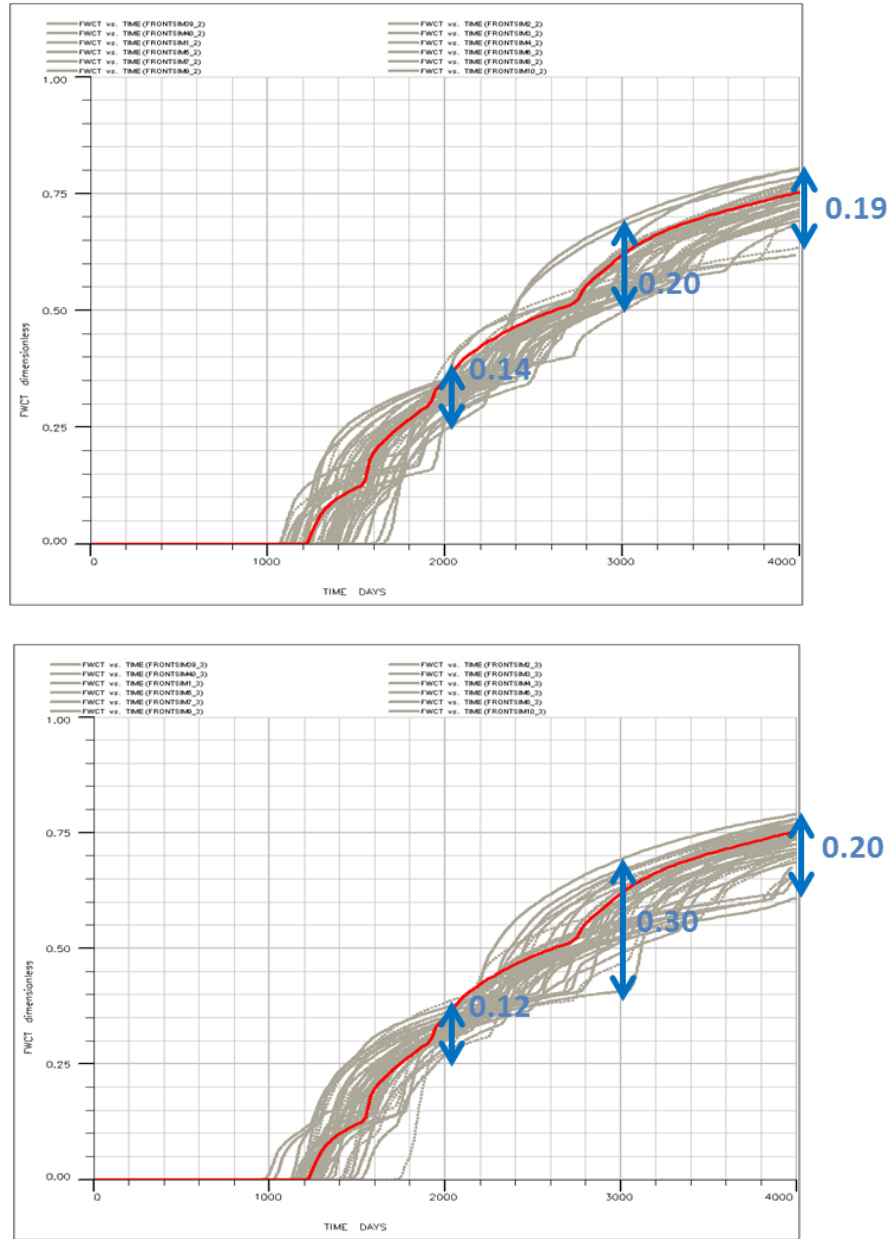 FWCT vs. TIME (FRONTSIM39_2) FWCT vs. TIME (FRONTSIM2_2)
FWCT vs. TIME (FRONTSIM40_2) FWCT vs. TIME (FRONTSIM3_2)
FWCT vs. TIME (FRONTSIM1_2) FWCT vs. TIME (FRONTSIM4_2)
FWCT vs. TIME (FRONTSIM5_2) FWCT vs. TIME (FRONTSIM6_2)
FWCT vs. TIME (FRONTSIM7_2) FWCT vs. TIME (FRONTSIM8_2)
FWCT vs. TIME (FRONTSIM9_2) FWCT vs. TIME (FRONTSIM10_2)
1.00
0.75
0.19
0.50
0.20
0.14
FWCT dimensionless
0.25
0.00
0 1000 2000 3000 4000
TIME DAYS
FWCT vs. TIME (FRONTSIM39_3) FWCT vs. TIME (FRONTSIM2_3)
FWCT vs. TIME (FRONTSIM40_3) FWCT vs. TIME (FRONTSIM3_3)
FWCT vs. TIME (FRONTSIM1_3) FWCT vs. TIME (FRONTSIM4_3)
FWCT vs. TIME (FRONTSIM5_3) FWCT vs. TIME (FRONTSIM6_3)
FWCT vs. TIME (FRONTSIM7_3) FWCT vs. TIME (FRONTSIM8_3)
FWCT vs. TIME (FRONTSIM9_3) FWCT vs. TIME (FRONTSIM10_3)
1.00
0.75
0.20
0.50
0.30
0.12
FWCT dimensionless
0.25
0.00
0 1000 2000 3000 4000
TIME DAYS